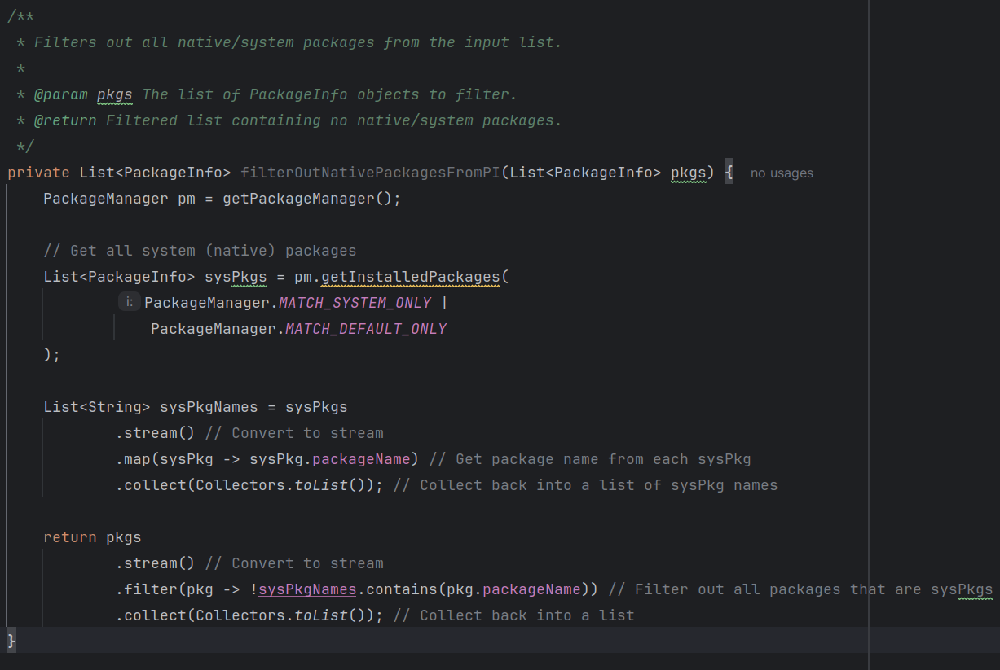 /**
 * Filters out all native/system packages from the input list.
 *
 * @param pkgs The list of PackageInfo objects to filter.
 * @return Filtered list containing no native/system packages.
 */
private List<PackageInfo> filterOutNativePackagesFromPI(List<PackageInfo> pkgs) { no usages
    PackageManager pm = getPackageManager();

    // Get all system (native) packages
    List<PackageInfo> sysPkgs = pm.getInstalledPackages(
            i: PackageManager.MATCH_SYSTEM_ONLY |
                PackageManager.MATCH_DEFAULT_ONLY
    );

    List<String> sysPkgNames = sysPkgs
            .stream() // Convert to stream
            .map(sysPkg -> sysPkg.packageName) // Get package name from each sysPkg
            .collect(Collectors.toList()); // Collect back into a list of sysPkg names

    return pkgs
            .stream() // Convert to stream
            .filter(pkg -> !sysPkgNames.contains(pkg.packageName)) // Filter out all packages that are sysPkgs
            .collect(Collectors.toList()); // Collect back into a list
}